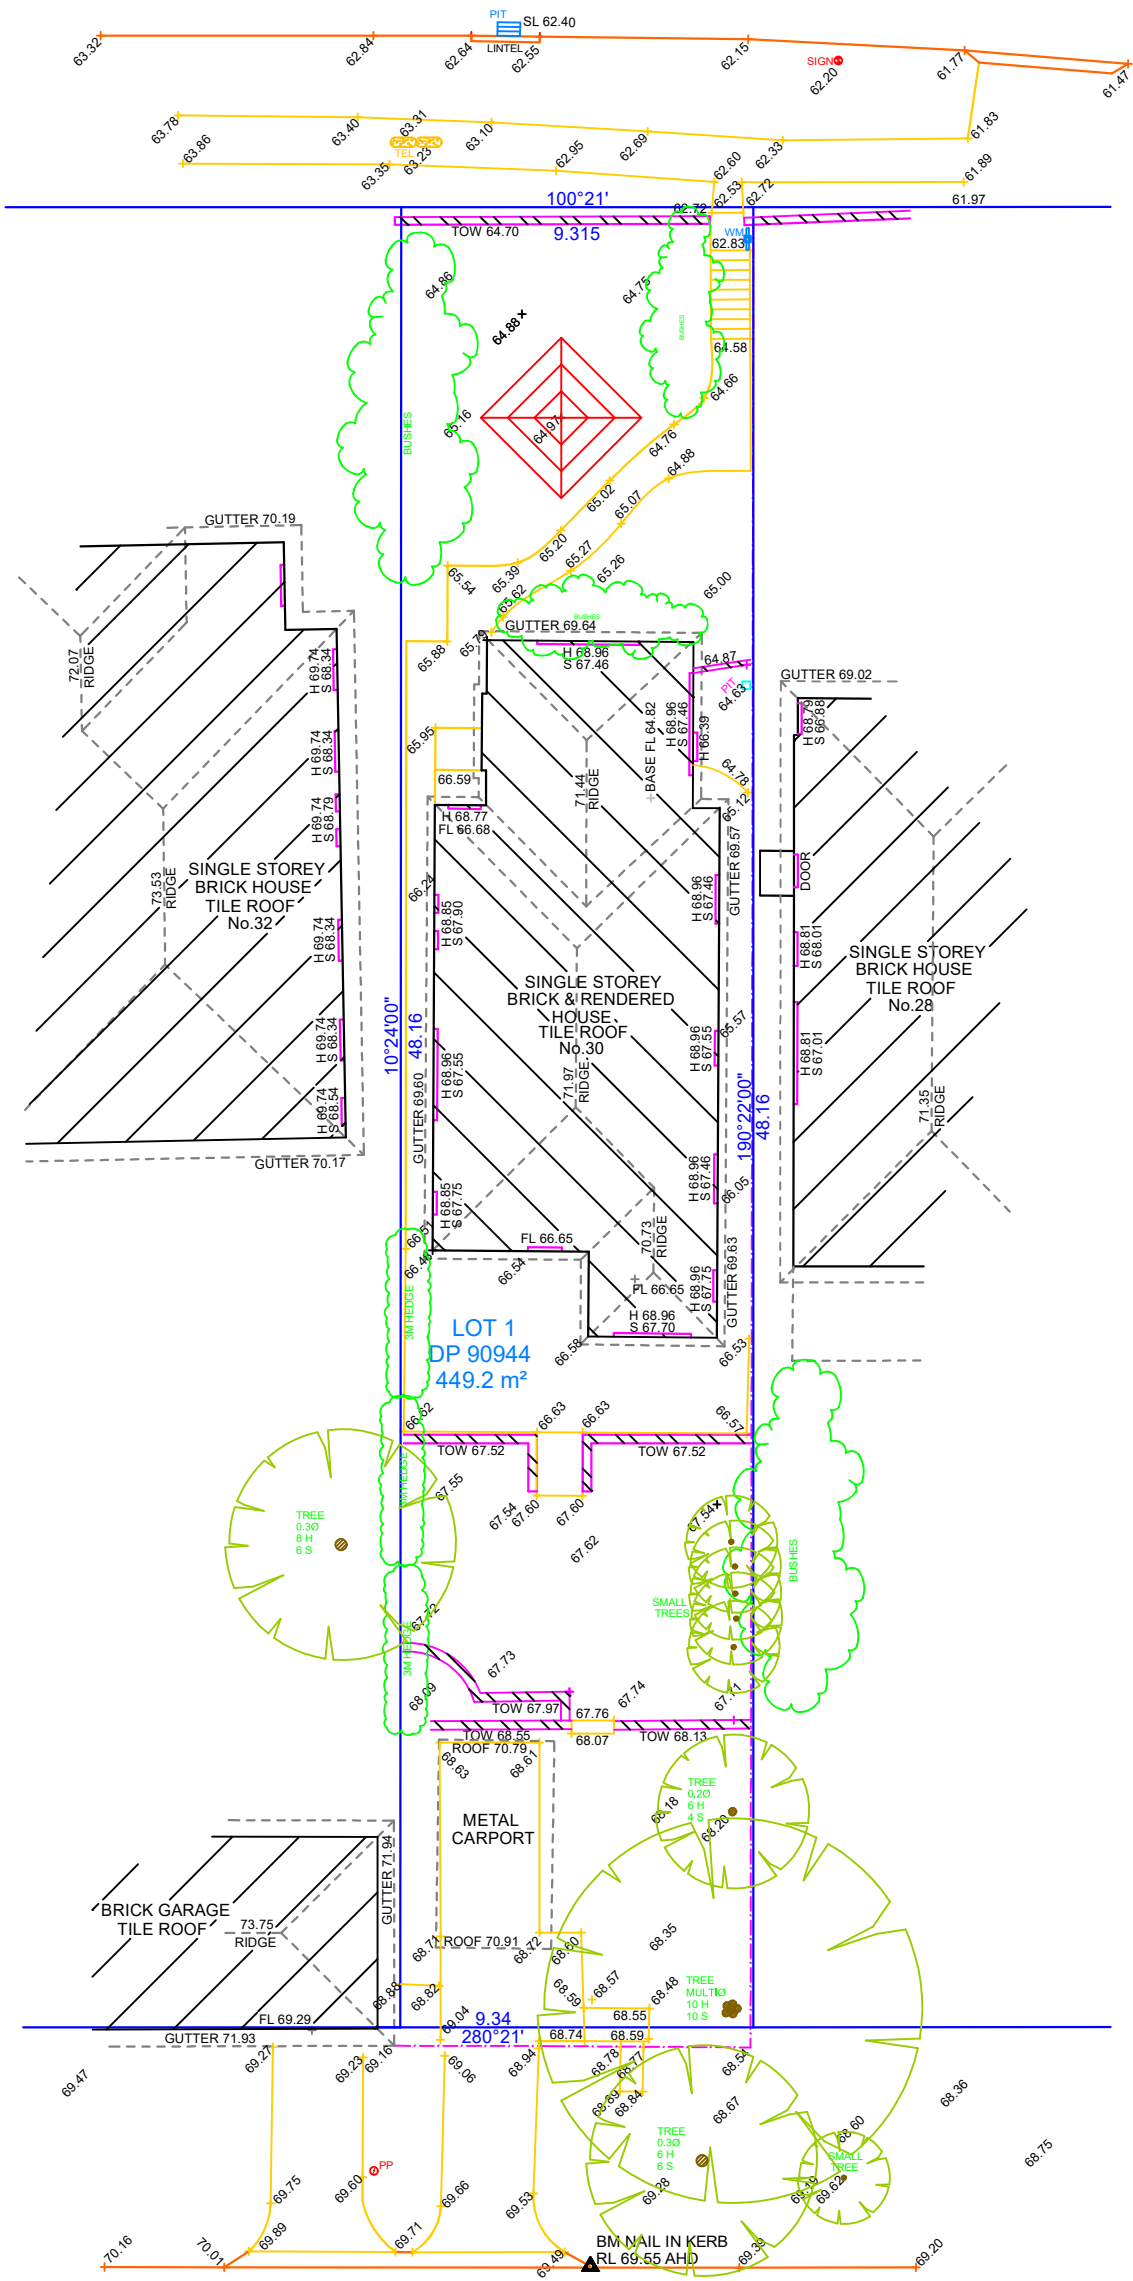 PIT
SL 62.40
LINTEL
63.32
62.84
62.64
62.55
62.15
SIGN
62.20
61.77
61.47
63.78
63.40
63.31
63.10
62.69
62.33
61.83
TEL
63.86
63.35
63.23
62.95
62.60
62.53
62.72
61.89
61.97
100°21'
9.315
62.72
TOW 64.70
WM
62.83
64.86
64.75
BUSHES
64.88
64.58
64.66
65.16
64.97
BUSHES
64.76
64.88
65.02
65.07
65.20
65.27
65.26
65.39
65.54
65.62
65.00
BUSHES
65.79
65.88
GUTTER 70.19
GUTTER 69.64
H 68.96
S 67.46
64.87
PIT
64.63
GUTTER 69.02
72.07
RIDGE
H 69.74
S 68.34
H 68.96
S 67.46
H 66.39
BASE FL 64.82
H 68.79
S 66.88
65.95
66.59
71.44
RIDGE
64.78
65.12
H 69.74
S 68.34
H 69.74
S 68.79
H 68.77
FL 66.68
GUTTER 69.57
73.53
RIDGE
SINGLE STOREY
BRICK HOUSE
TILE ROOF
No.32
66.24
H 68.85
S 67.90
H 68.96
S 67.46
DOOR
H 69.74
S 68.34
H 68.81
S 68.01
SINGLE STOREY
BRICK HOUSE
TILE ROOF
No.28
SINGLE STOREY
BRICK & RENDERED
HOUSE
TILE ROOF
No.30
10°24'00"
48.16
H 69.74
S 68.34
H 68.96
S 67.55
H 68.96
S 67.55
65.57
H 68.81
S 67.01
71.97
RIDGE
71.35
RIDGE
GUTTER 69.60
190°22'00"
48.16
H 69.74
S 68.54
GUTTER 70.17
H 68.85
S 67.75
H 68.96
S 67.46
66.05
66.51
66.46
FL 66.65
66.54
70.73
RIDGE
FL 66.65
H 68.96
S 67.75
GUTTER 69.63
3M HEDGE
H 68.96
S 67.70
66.58
66.53
LOT 1
DP 90944
449.2 m²
66.62
66.63
66.63
66.57
TOW 67.52
TOW 67.52
3M HEDGE
67.55
67.54
67.60
67.60
67.54
67.62
TREE
0.3Ø
8 H
6 S
BUSHES
SMALL
TREES
67.72
3M HEDGE
67.73
68.09
67.74
67.71
TOW 67.97
67.76
TOW 68.55
68.07
TOW 68.13
ROOF 70.79
68.63
68.61
METAL
CARPORT
TREE
0.2Ø
6 H
4 S
68.18
68.20
GUTTER 71.94
BRICK GARAGE
TILE ROOF
73.75
RIDGE
68.71
ROOF 70.91
68.72
68.60
68.35
68.88
68.82
68.59
68.57
68.48
TREE
MULTIØ
10 H
10 S
FL 69.29
69.04
9.34
280°21'
68.55
68.74
68.59
GUTTER 71.93
69.27
69.23
69.16
69.06
68.94
68.78
68.77
68.54
69.47
68.89
68.84
68.67
68.36
68.60
68.75
TREE
0.3Ø
6 H
6 S
SMALL
TREE
PP
69.60
69.75
69.66
69.53
69.28
69.19
69.62
70.16
70.01
69.89
69.71
69.49
BM NAIL IN KERB
RL 69.55 AHD
69.39
69.20